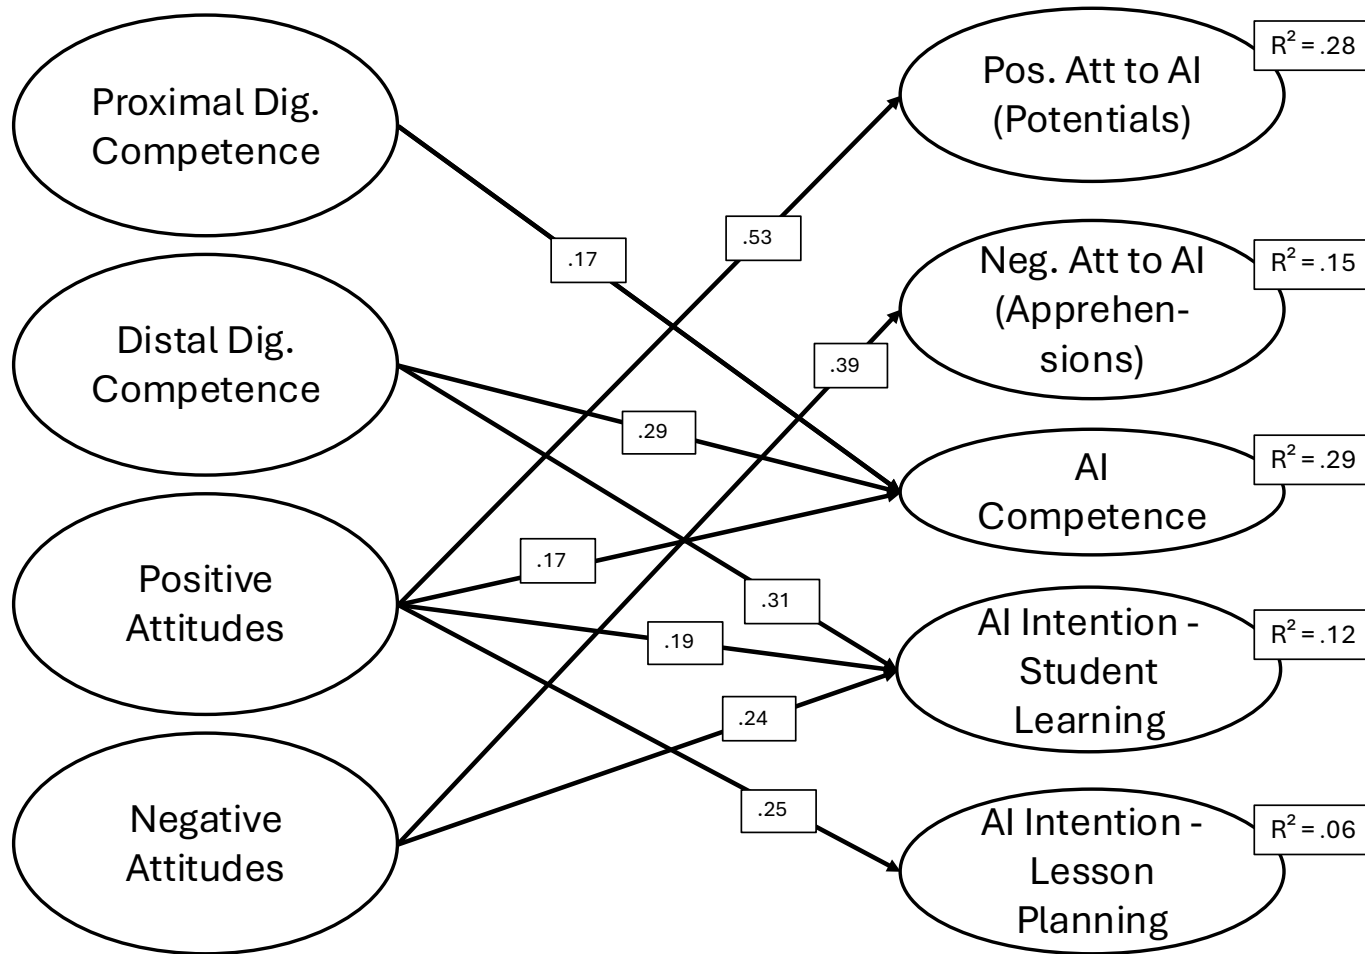 Proximal Dig.
Competence
Distal Dig.
Competence
Positive
Attitudes
Negative
Attitudes
.17
.53
.39
.29
.17
.31
.19
.24
.25
Pos. Att to AI
(Potentials)
R² = .28
Neg. Att to AI
(Apprehen-
sions)
R² = .15
AI
Competence
R² = .29
AI Intention -
Student
Learning
R² = .12
AI Intention -
Lesson
Planning
R² = .06